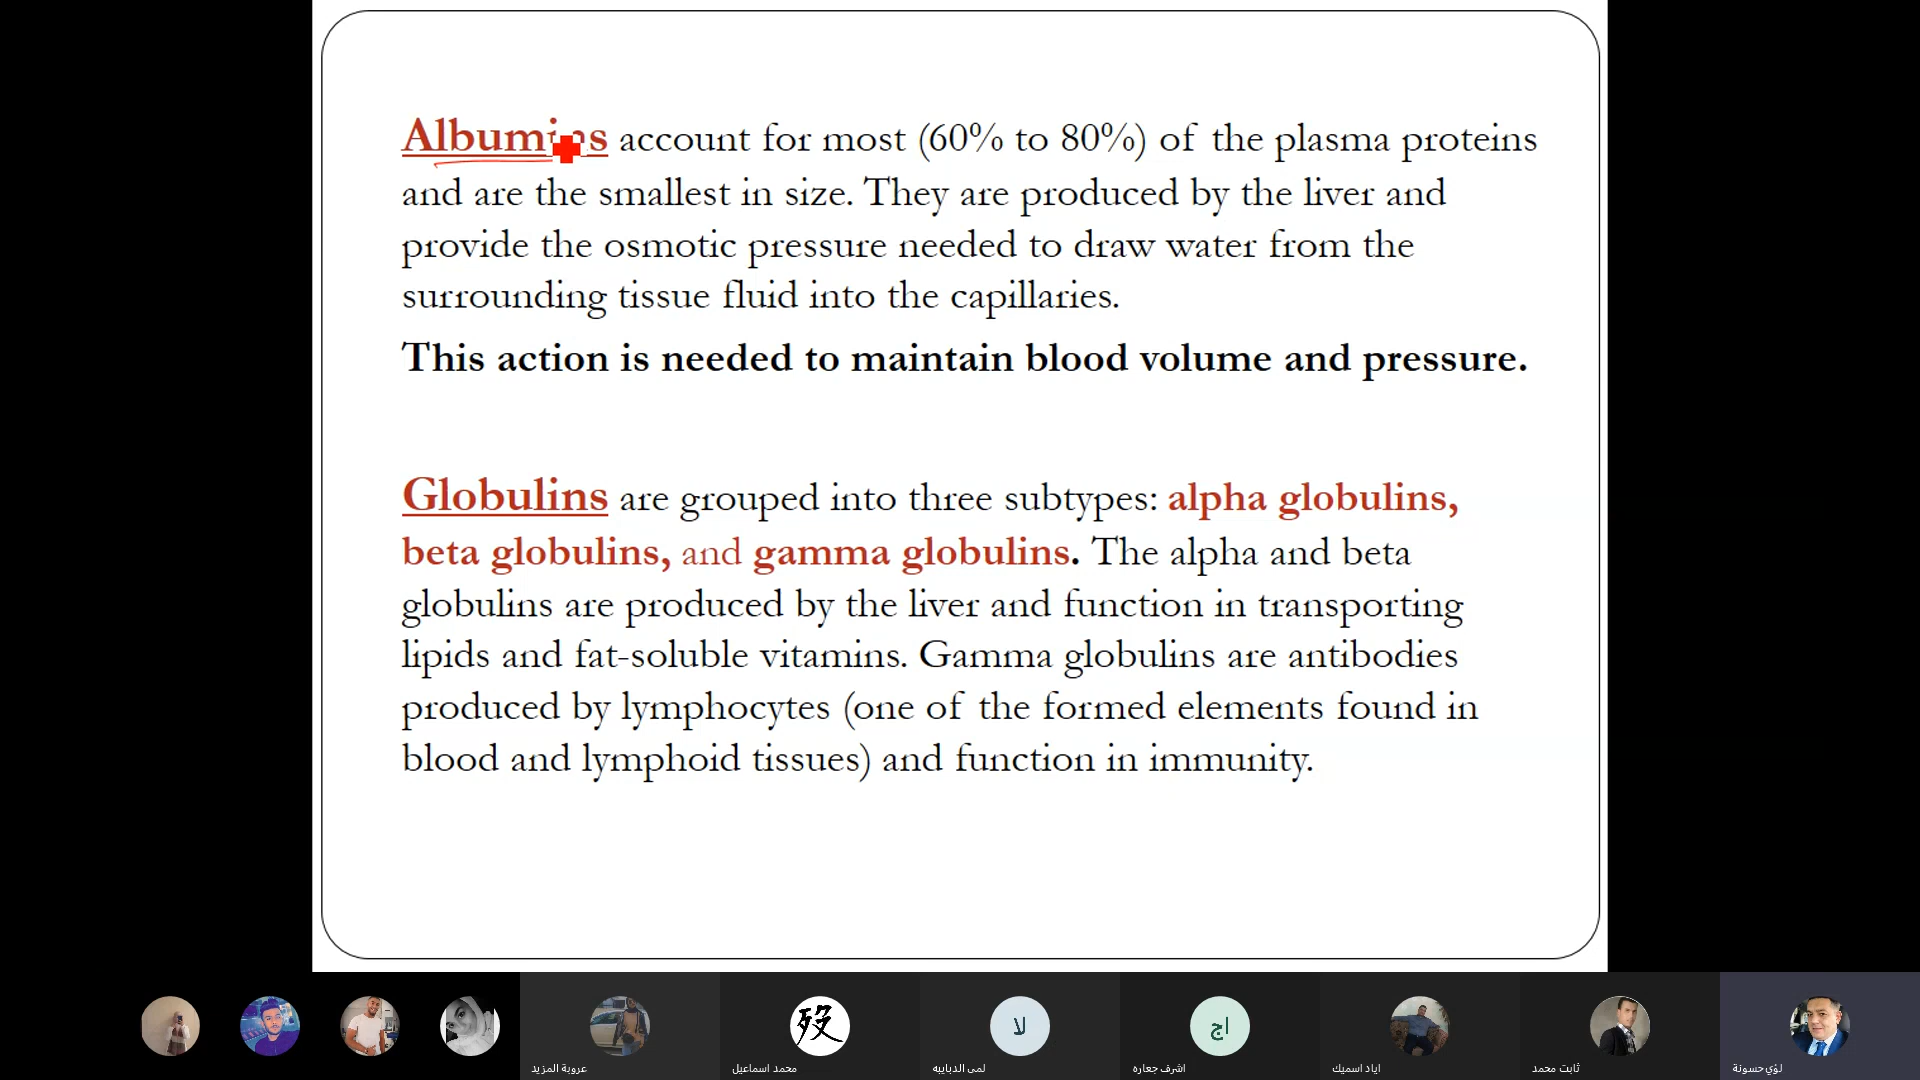 Albumins account for most (60% to 80%) of the plasma proteins
and are the smallest in size. They are produced by the liver and
provide the osmotic pressure needed to draw water from the
surrounding tissue fluid into the capillaries.
This action is needed to maintain blood volume and pressure.
Globulins are grouped into three subtypes: alpha globulins,
beta globulins, and gamma globulins. The alpha and beta
globulins are produced by the liver and function in transporting
lipids and fat-soluble vitamins. Gamma globulins are antibodies
produced by lymphocytes (one of the formed elements found in
blood and lymphoid tissues) and function in immunity.
殁
لا
اج
عروبة المزيد
محمد اسماعيل
لمى الدبايبه
اشرف جعاره
اياد اسميك
ثابت محمد
لؤي حسونة